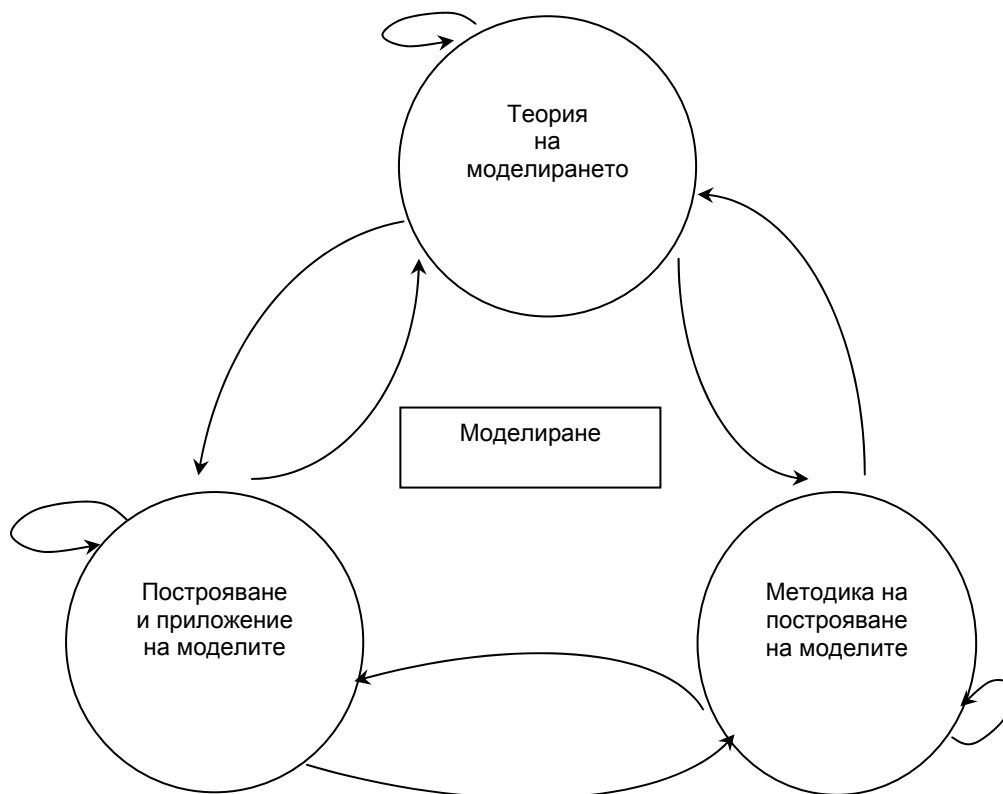 Теория
на
моделирането
Моделиране
Построяване
и приложение
на моделите
Методика на
построяване
на моделите